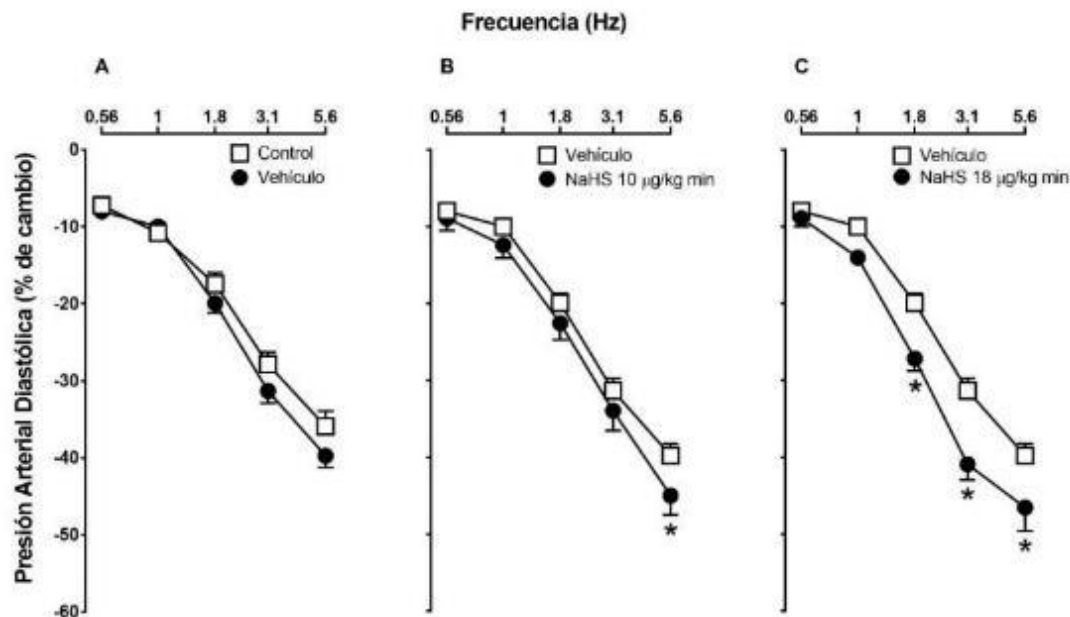 Frecuencia (Hz)
A
B
C
0.56 1 1.8 3.1 5.6
0.56 1 1.8 3.1 5.6
0.56 1 1.8 3.1 5.6
Presión Arterial Diastólica (% de cambio)
0
-10
-20
-30
-40
-50
-60
Control
Vehículo
Vehículo
NaHS 10 μg/kg min
Vehículo
NaHS 18 μg/kg min
*
*
*
*